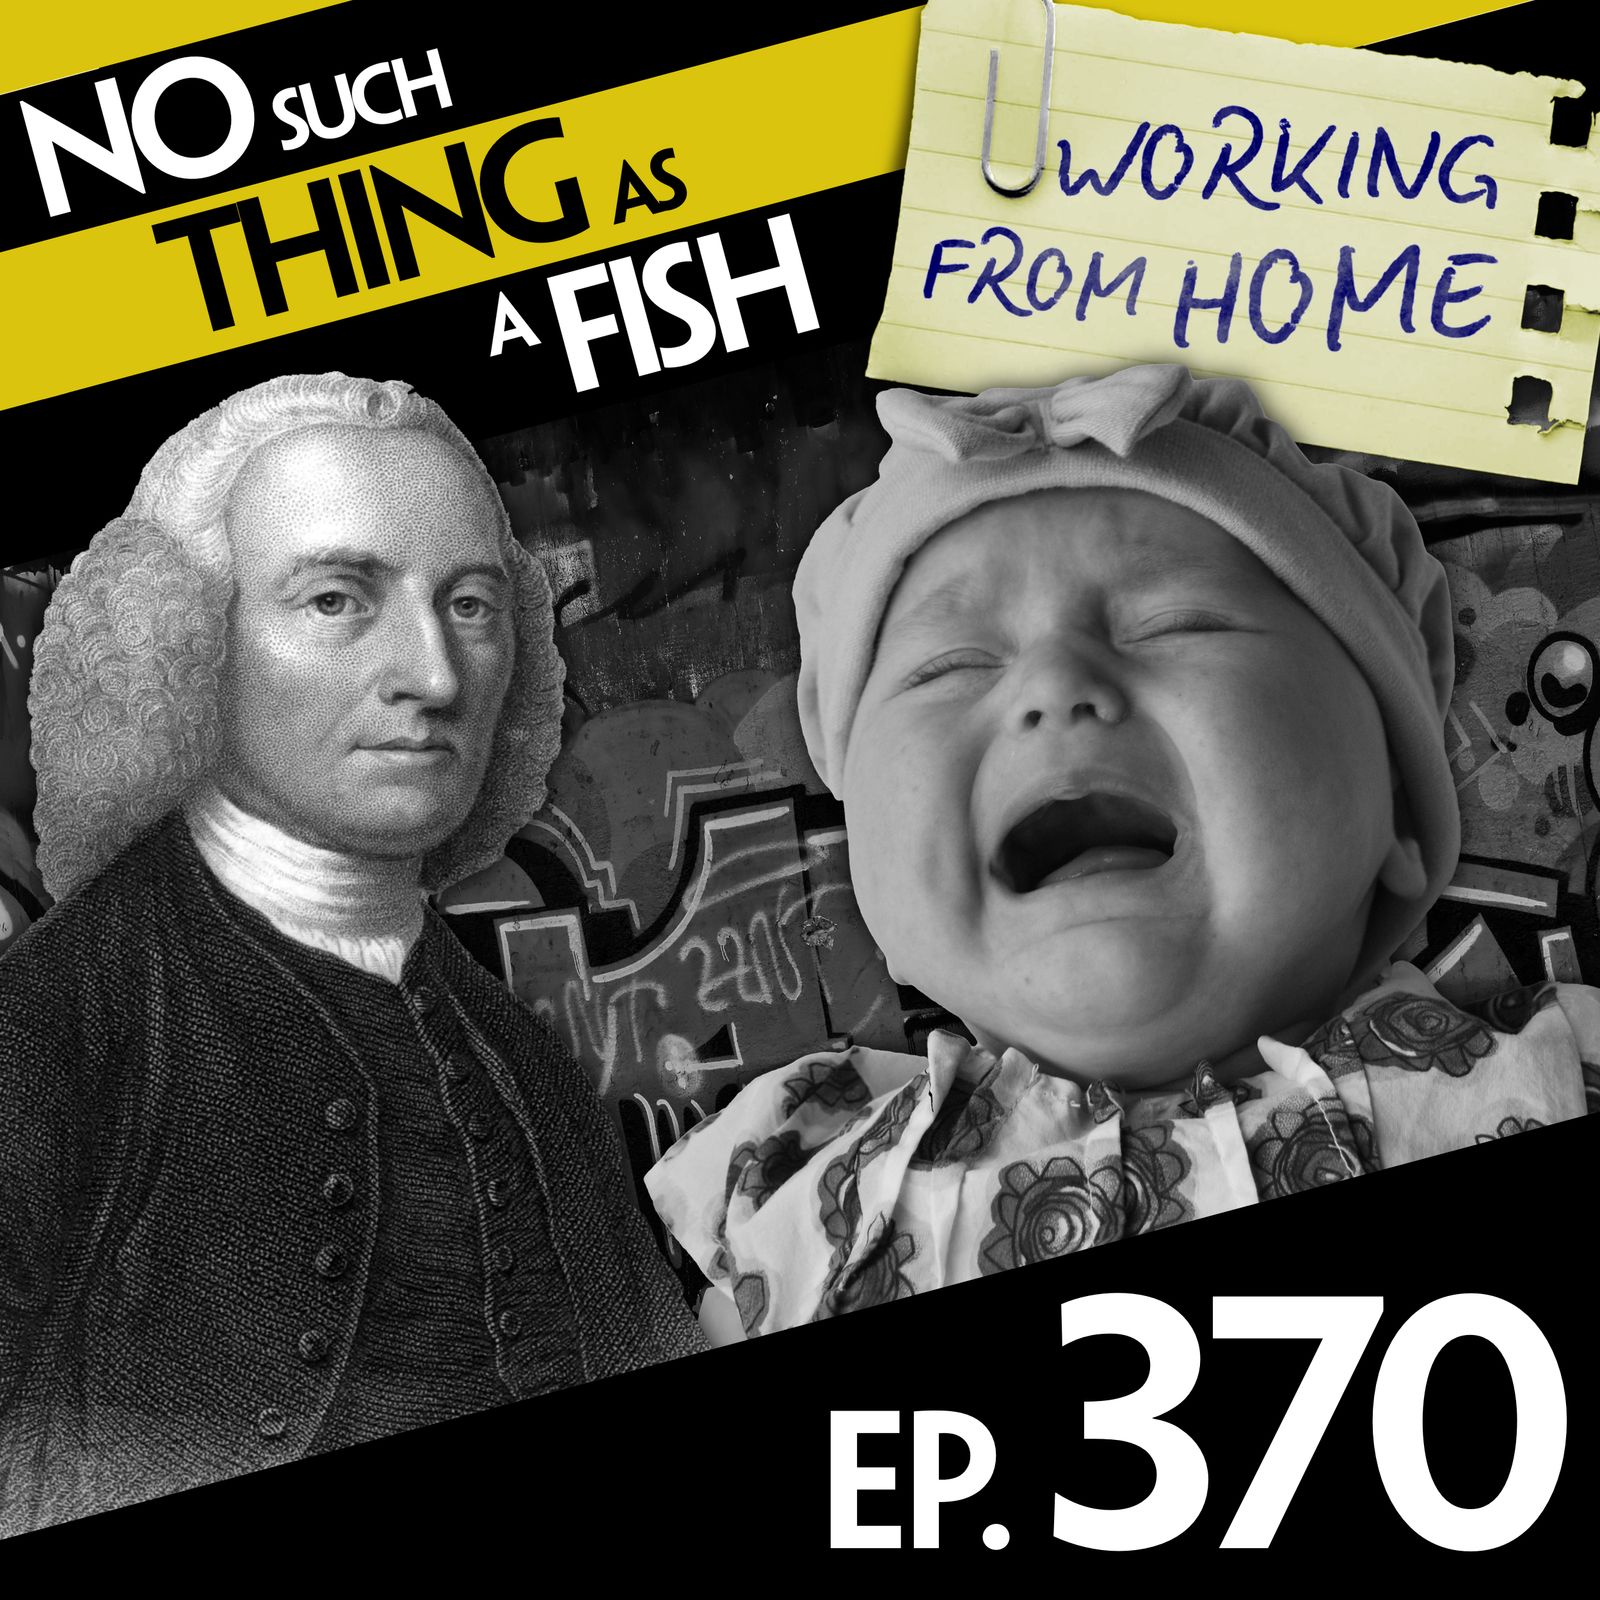 NO SUCH
THING AS
A FISH
WORKING
FROM HOME
EP. 370